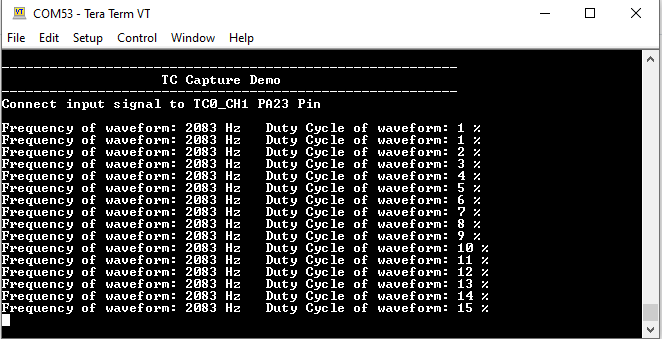 COM53 - Tera Term VT
File Edit Setup Control Window Help
------------------------------------------------------------
TC Capture Demo
------------------------------------------------------------
Connect input signal to TC0_CH1 PA23 Pin
Frequency of waveform: 2083 Hz   Duty Cycle of waveform: 1 %
Frequency of waveform: 2083 Hz   Duty Cycle of waveform: 1 %
Frequency of waveform: 2083 Hz   Duty Cycle of waveform: 2 %
Frequency of waveform: 2083 Hz   Duty Cycle of waveform: 3 %
Frequency of waveform: 2083 Hz   Duty Cycle of waveform: 4 %
Frequency of waveform: 2083 Hz   Duty Cycle of waveform: 5 %
Frequency of waveform: 2083 Hz   Duty Cycle of waveform: 6 %
Frequency of waveform: 2083 Hz   Duty Cycle of waveform: 7 %
Frequency of waveform: 2083 Hz   Duty Cycle of waveform: 8 %
Frequency of waveform: 2083 Hz   Duty Cycle of waveform: 9 %
Frequency of waveform: 2083 Hz   Duty Cycle of waveform: 10 %
Frequency of waveform: 2083 Hz   Duty Cycle of waveform: 11 %
Frequency of waveform: 2083 Hz   Duty Cycle of waveform: 12 %
Frequency of waveform: 2083 Hz   Duty Cycle of waveform: 13 %
Frequency of waveform: 2083 Hz   Duty Cycle of waveform: 14 %
Frequency of waveform: 2083 Hz   Duty Cycle of waveform: 15 %